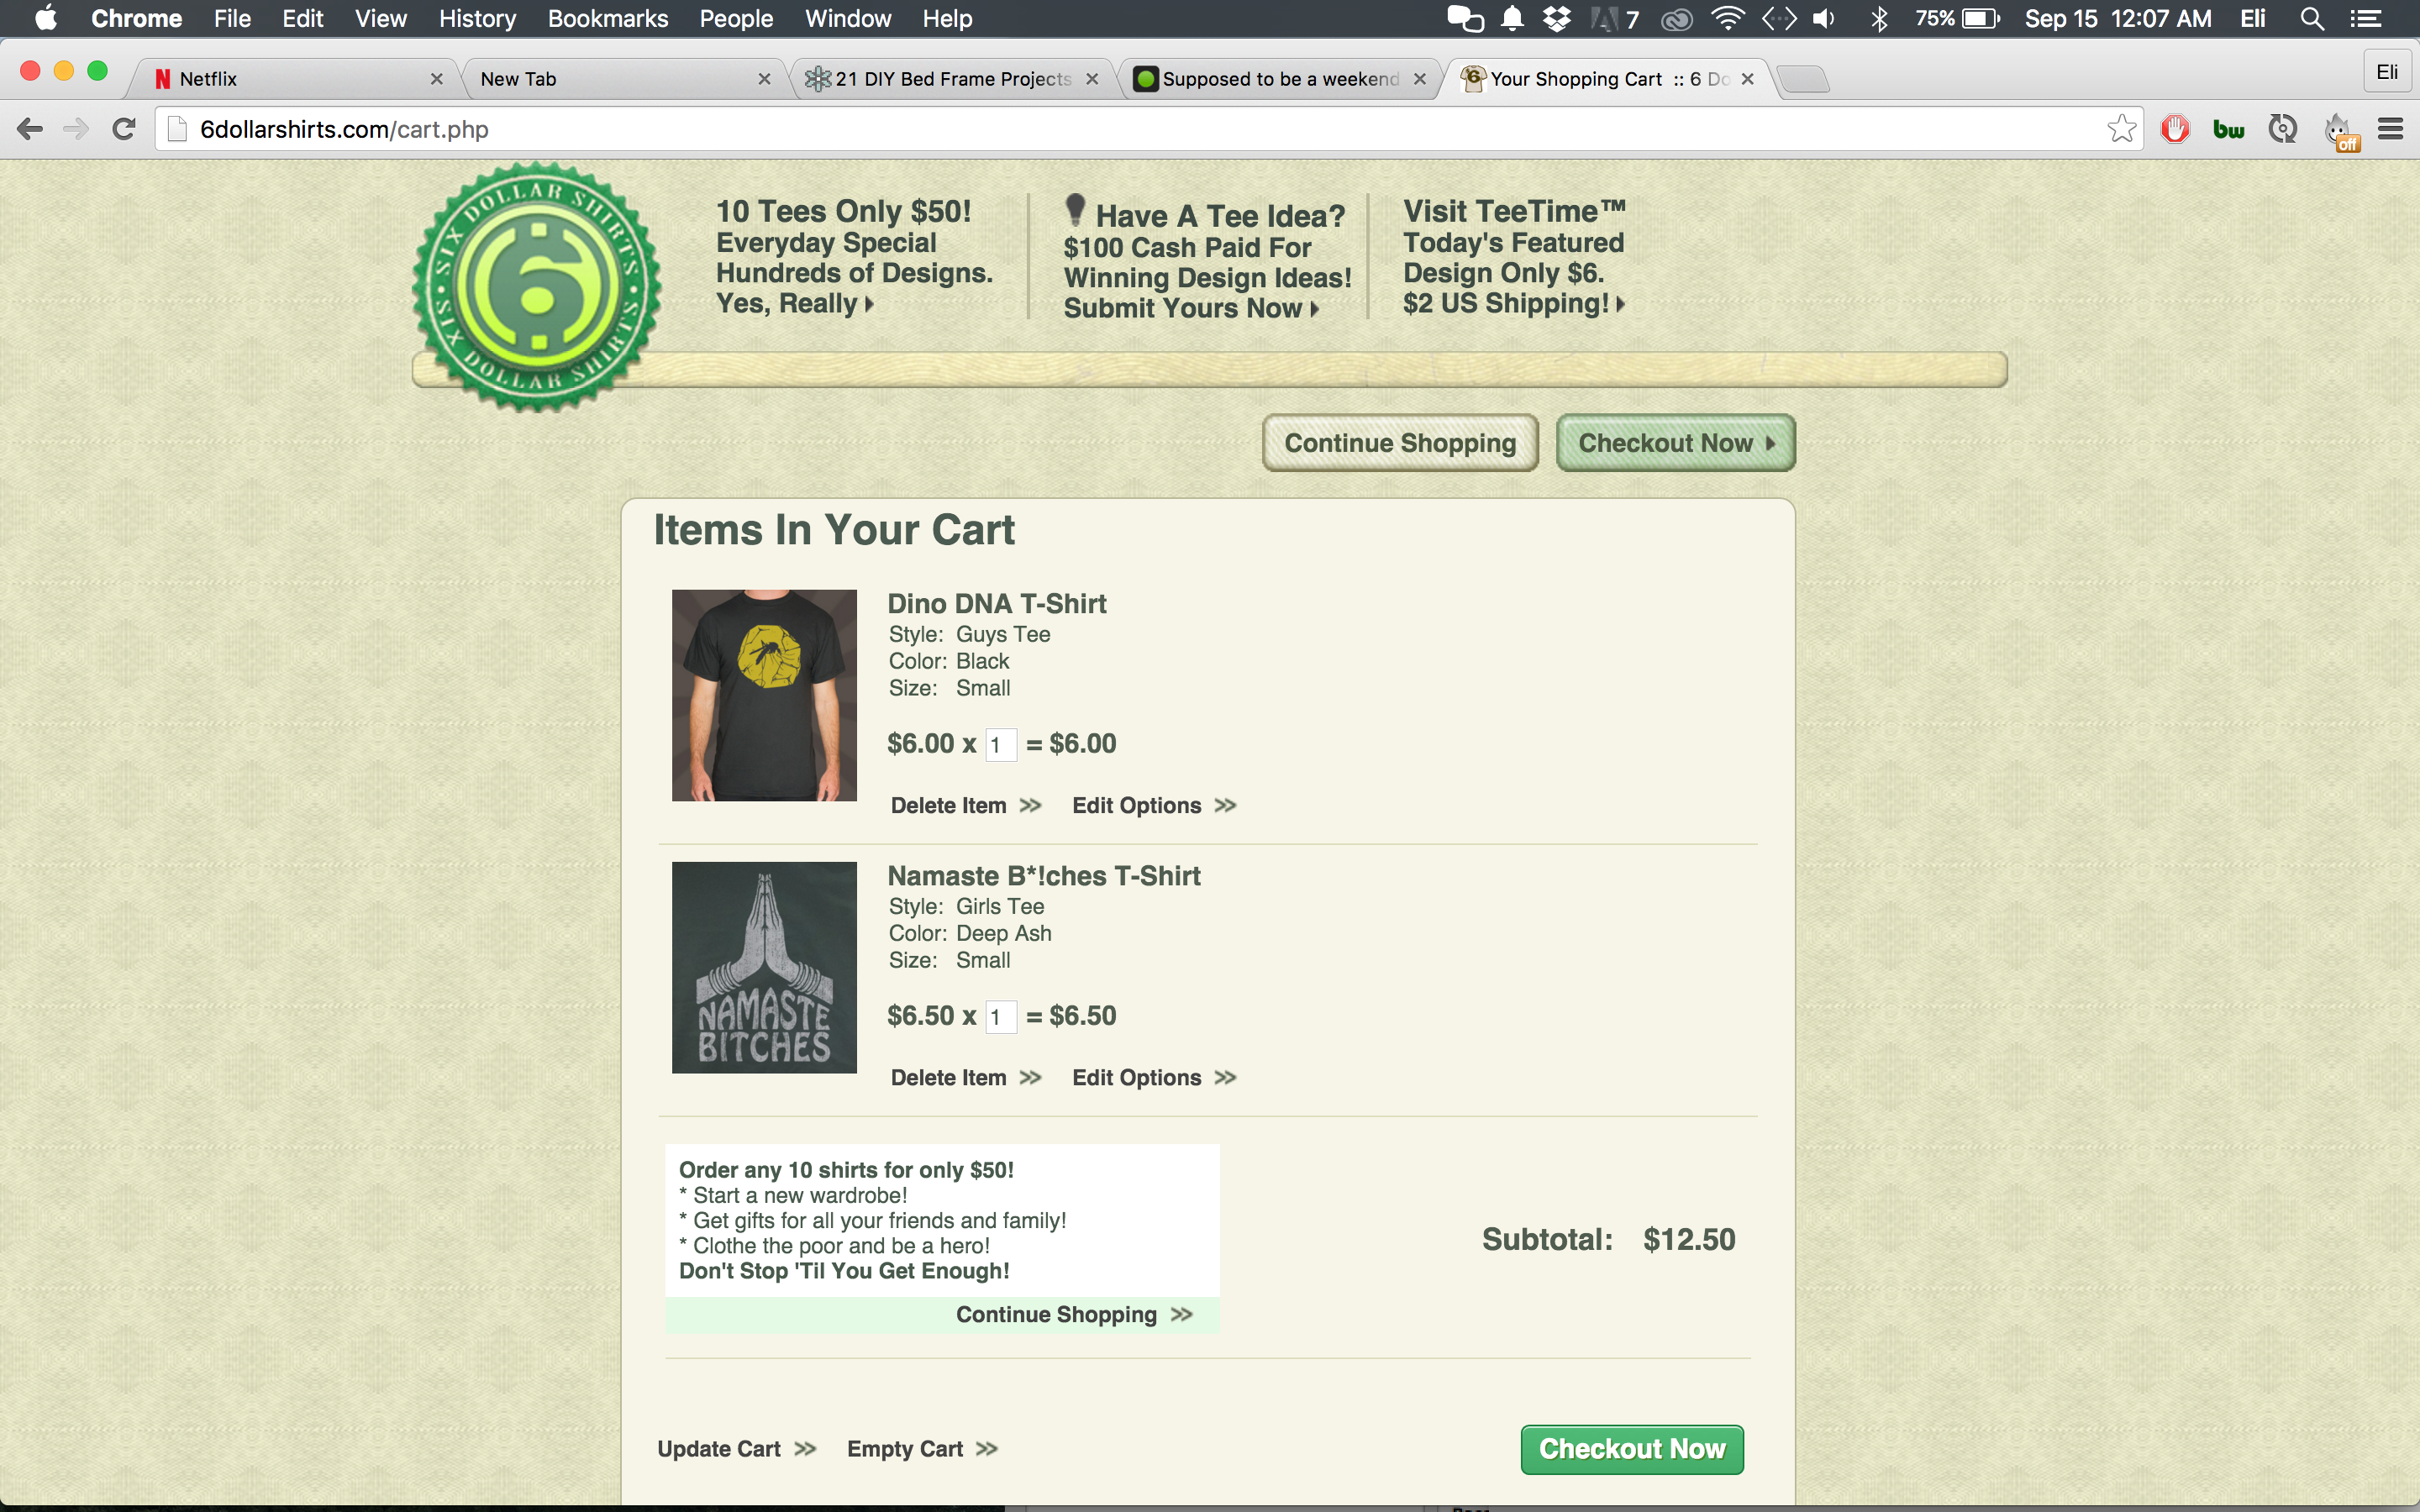 Chrome File Edit View History Bookmarks People Window Help 7 75% Sep 15 12:07 AM Eli
Netflix New Tab 21 DIY Bed Frame Projects Supposed to be a weekend Your Shopping Cart :: 6 Do Eli
6dollarshirts.com/cart.php bw off
SIX DOLLAR SHIRTS · SIX DOLLAR SHIRTS ·
6
10 Tees Only $50!
Everyday Special
Hundreds of Designs.
Yes, Really
Have A Tee Idea?
$100 Cash Paid For
Winning Design Ideas!
Submit Yours Now
Visit TeeTime™
Today's Featured
Design Only $6.
$2 US Shipping!
Continue Shopping Checkout Now
Items In Your Cart
Dino DNA T-Shirt
Style: Guys Tee
Color: Black
Size: Small
$6.00 x 1 = $6.00
Delete Item >> Edit Options >>
Namaste B*!ches T-Shirt
Style: Girls Tee
Color: Deep Ash
Size: Small
NAMASTE
BITCHES
$6.50 x 1 = $6.50
Delete Item >> Edit Options >>
Order any 10 shirts for only $50!
* Start a new wardrobe!
* Get gifts for all your friends and family!
* Clothe the poor and be a hero!
Don't Stop 'Til You Get Enough!
Continue Shopping >>
Subtotal: $12.50
Update Cart >> Empty Cart >> Checkout Now